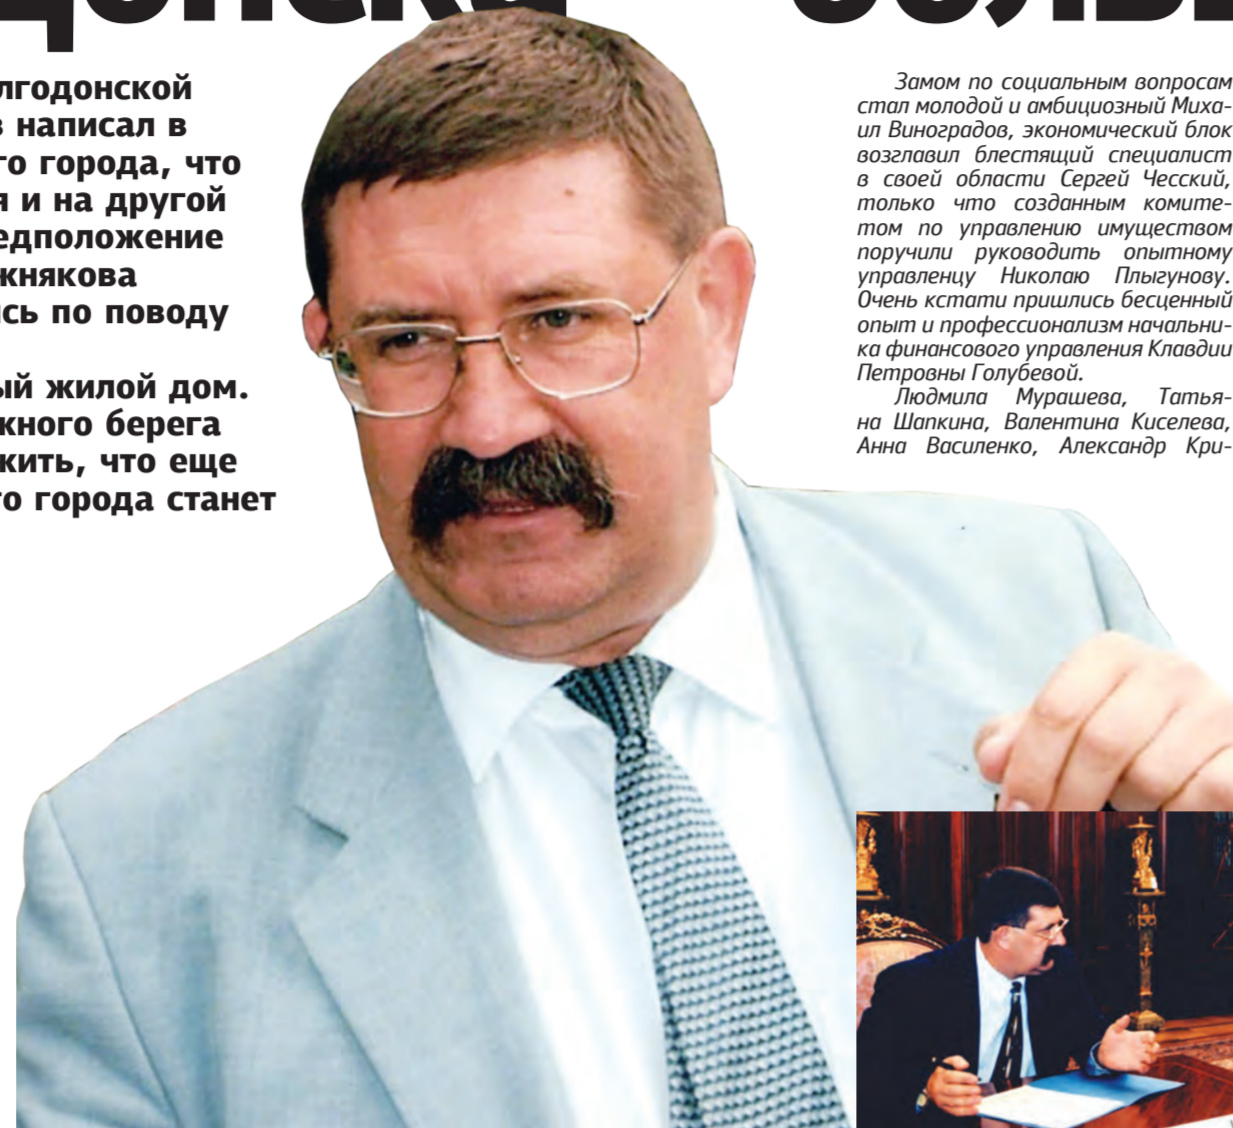 лгодонской
в написал в
го города, что
я и на другой
едположение
жнякова
сь по поводу
ый жилой дом.
жного берега
жить, что еще
го города станет
Замом по социальным вопросам
стал молодой и амбициозный Миха-
ил Виноградов, экономический блок
возглавил блестящий специалист
в своей области Сергей Чесский,
только что созданным комите-
том по управлению имуществом
поручили руководить опытному
управленцу Николаю Плыгунову.
Очень кстати пришлись бесценный
опыт и профессионализм начальни-
ка финансового управления Клавдии
Петровны Голубевой.
Людмила Мурашева, Татья-
на Шапкина, Валентина Киселева,
Анна Василенко, Александр Кри-